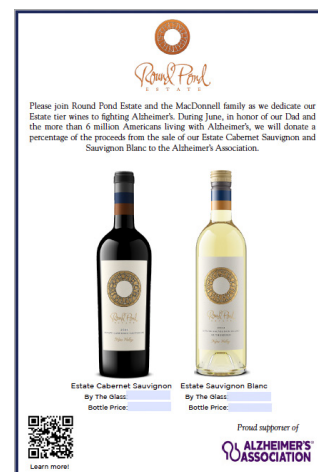 Round Pond
ESTATE
Please join Round Pond Estate and the MacDonnell family as we dedicate our
Estate tier wines to fighting Alzheimer's. During June, in honor of our Dad and
the more than 6 million Americans living with Alzheimer's, we will donate a
percentage of the proceeds from the sale of our Estate Cabernet Sauvignon and
Sauvignon Blanc to the Alzheimer's Association.
Round Pond
Round Pond
Estate Cabernet Sauvignon Estate Sauvignon Blanc
By The Glass: By The Glass:
Bottle Price: Bottle Price:
Proud supporter of
ALZHEIMER'S
ASSOCIATION
Learn more!